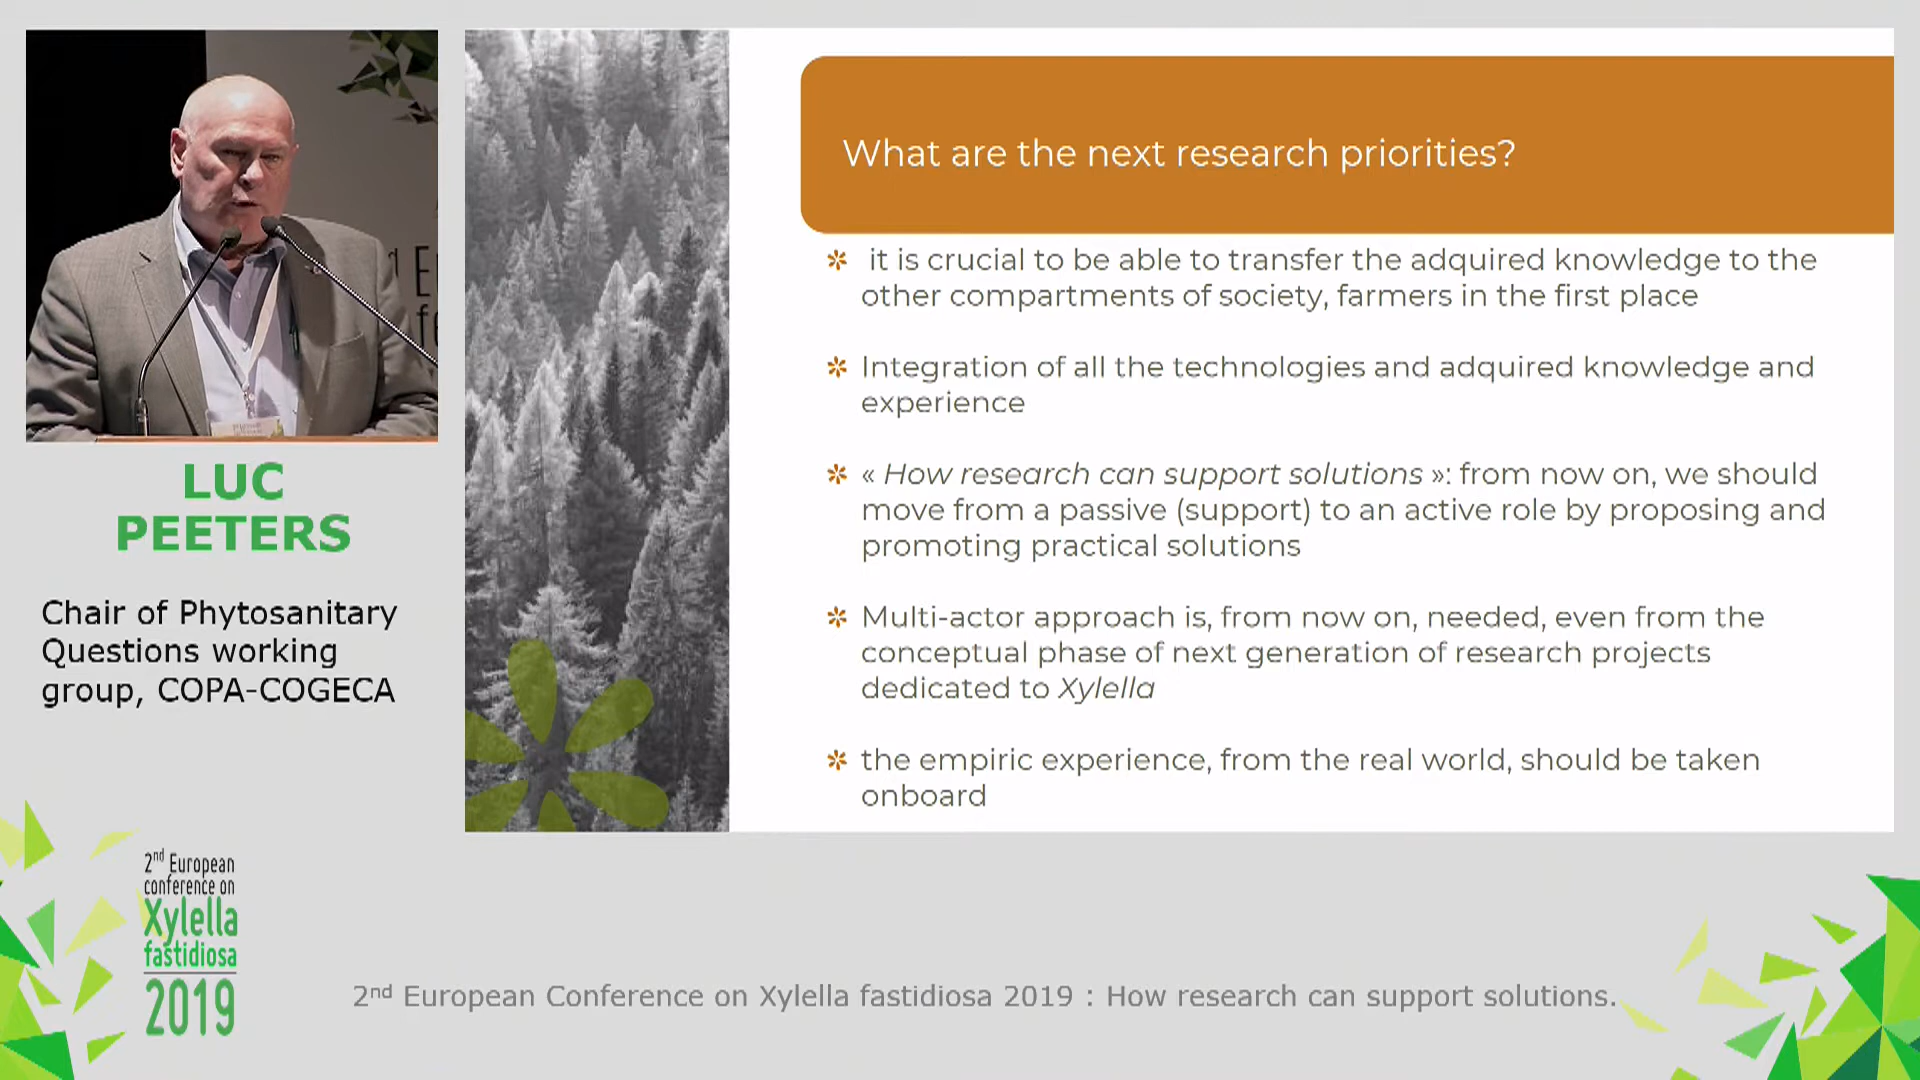 What are the next research priorities?
✲ it is crucial to be able to transfer the adquired knowledge to the
other compartments of society, farmers in the first place
✲ Integration of all the technologies and adquired knowledge and
experience
✲ « How research can support solutions »: from now on, we should
move from a passive (support) to an active role by proposing and
promoting practical solutions
✲ Multi-actor approach is, from now on, needed, even from the
conceptual phase of next generation of research projects
dedicated to Xylella
✲ the empiric experience, from the real world, should be taken
onboard
LUC
PEETERS
Chair of Phytosanitary
Questions working
group, COPA-COGECA
2nd European
conference on
Xylella
fastidiosa
2019
2nd European Conference on Xylella fastidiosa 2019 : How research can support solutions.